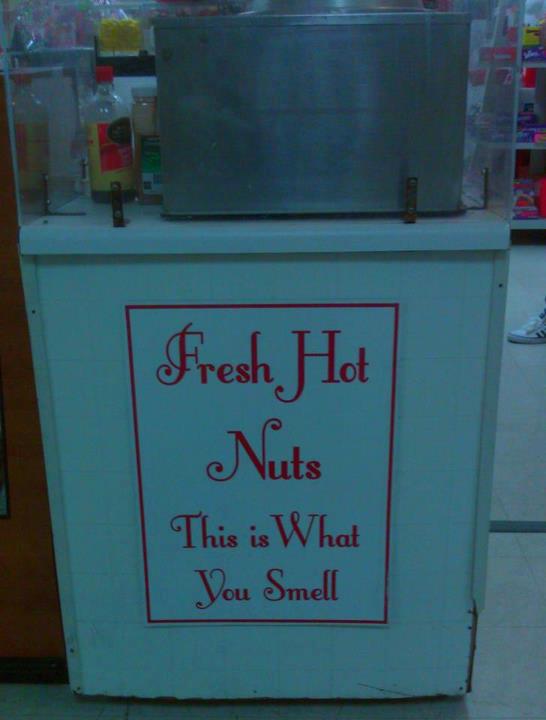 Fresh Hot
Nuts
This is What
You Smell